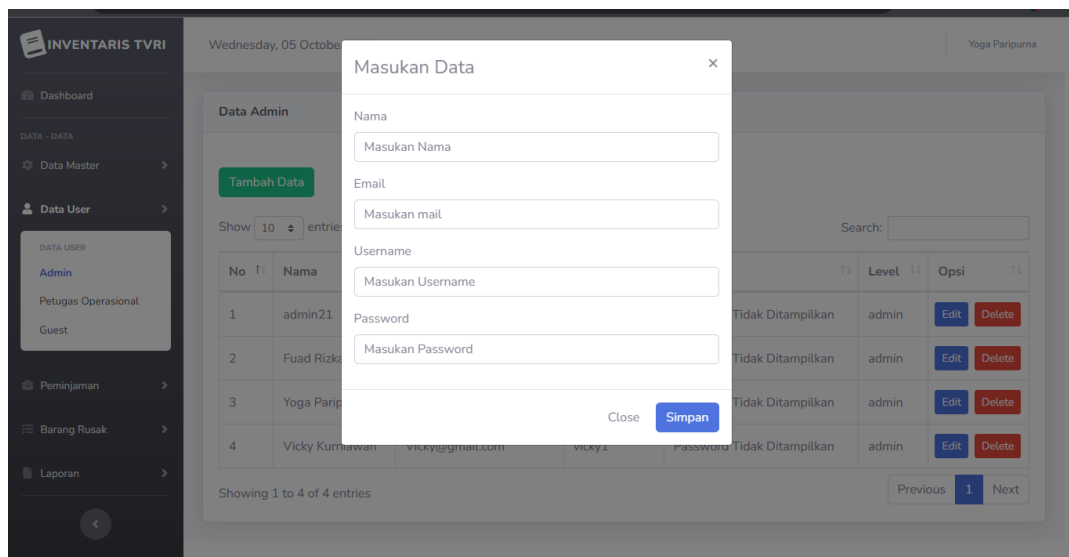 INVENTARIS TVRI
Wednesday, 05 Octobe
Yoga Paripurna
Dashboard
DATA - DATA
Data Master
Data User
DATA USER
Admin
Petugas Operasional
Guest
Peminjaman
Barang Rusak
Laporan
Data Admin
Tambah Data
Show 10 entrie
Search:
No Nama Level Opsi
1 admin21 Tidak Ditampilkan admin Edit Delete
2 Fuad Rizka Tidak Ditampilkan admin Edit Delete
3 Yoga Parip Tidak Ditampilkan admin Edit Delete
4 Vicky Kurniawan Vicky@gmail.com vicky1 Password Tidak Ditampilkan admin Edit Delete
Showing 1 to 4 of 4 entries
Previous 1 Next
Masukan Data ×
Nama
Masukan Nama
Email
Masukan mail
Username
Masukan Username
Password
Masukan Password
Close Simpan